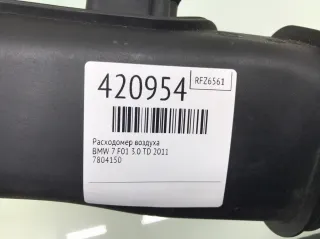 420954
RFZ6561
Расходомер воздуха
BMW 7 F01 3.0 TD 2011
7804150